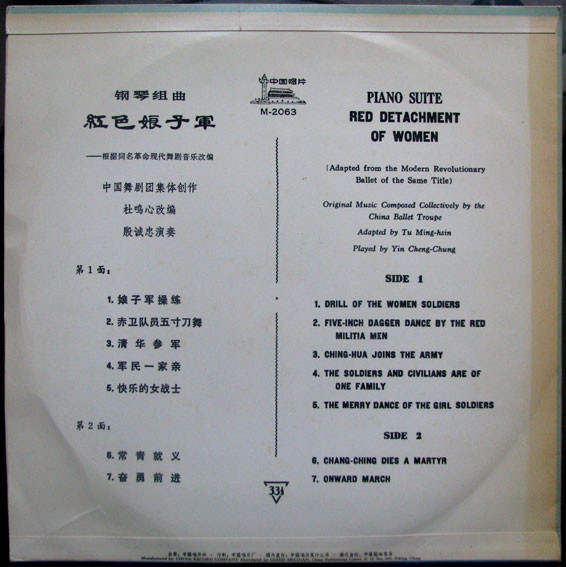 中国唱片
M-2063
钢琴组曲
紅色娘子軍
——根据同名革命现代舞剧音乐改编
中国舞剧团集体创作
杜鸣心改编
殷诚忠演奏
第1面:
1. 娘子军操练
2. 赤卫队员五寸刀舞
3. 清华参军
4. 军民一家亲
5. 快乐的女战士
第2面:
6. 常青就义
7. 奋勇前进
PIANO SUITE
RED DETACHMENT
OF WOMEN
(Adapted from the Modern Revolutionary
Ballet of the Same Title)
Original Music Composed Collectively by the
China Ballet Troupe
Adapted by Tu Ming-hsin
Played by Yin Cheng-Chung
SIDE 1
1. DRILL OF THE WOMEN SOLDIERS
2. FIVE-INCH DAGGER DANCE BY THE RED
MILITIA MEN
3. CHING-HUA JOINS THE ARMY
4. THE SOLDIERS AND CIVILIANS ARE OF
ONE FAMILY
5. THE MERRY DANCE OF THE GIRL SOLDIERS
SIDE 2
6. CHANG-CHING DIES A MARTYR
7. ONWARD MARCH
33⅓
Manufactured by CHINA RECORD COMPANY Distributed by GUOZI SHUDIAN